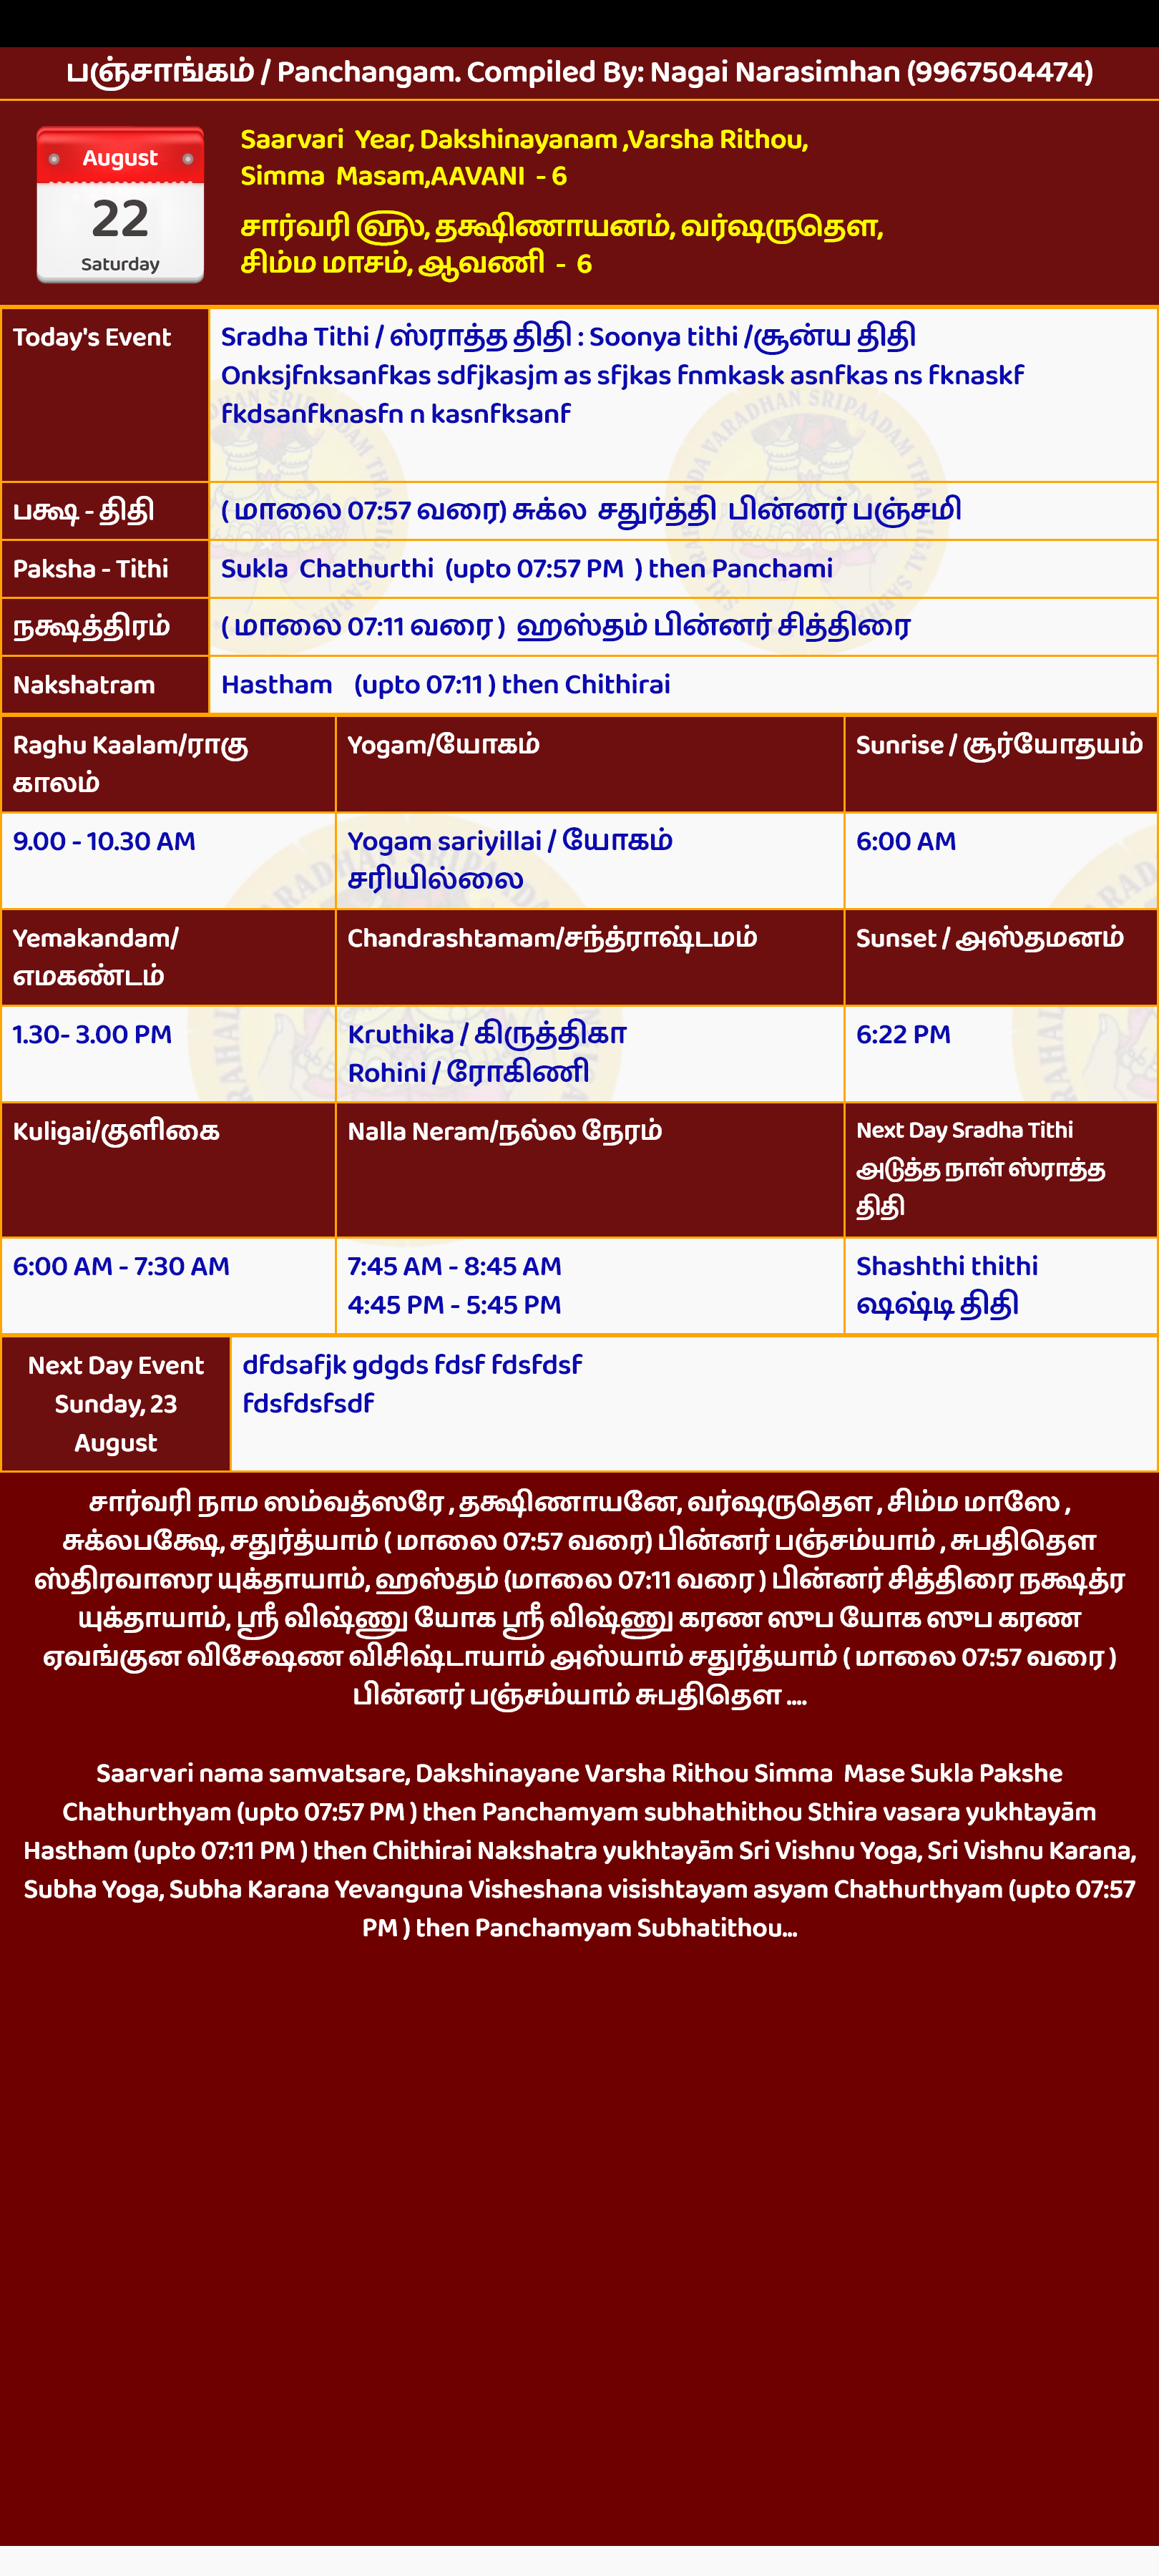 பஞ்சாங்கம் / Panchangam. Compiled By: Nagai Narasimhan (9967504474)
August
22
Saturday
Saarvari Year, Dakshinayanam ,Varsha Rithou,
Simma Masam,AAVANI - 6
சார்வரி ௵, தக்ஷிணாயனம், வர்ஷருதௌ,
சிம்ம மாசம், ஆவணி - 6
Today's Event
Sradha Tithi / ஸ்ராத்த திதி : Soonya tithi /சூன்ய திதி
Onksjfnksanfkas sdfjkasjm as sfjkas fnmkask asnfkas ns fknaskf
fkdsanfknasfn n kasnfksanf
பக்ஷ - திதி
( மாலை 07:57 வரை) சுக்ல சதுர்த்தி பின்னர் பஞ்சமி
Paksha - Tithi
Sukla Chathurthi (upto 07:57 PM ) then Panchami
நக்ஷத்திரம்
( மாலை 07:11 வரை ) ஹஸ்தம் பின்னர் சித்திரை
Nakshatram
Hastham (upto 07:11 ) then Chithirai
Raghu Kaalam/ராகு
காலம்
Yogam/யோகம்
Sunrise / சூர்யோதயம்
9.00 - 10.30 AM
Yogam sariyillai / யோகம்
சரியில்லை
6:00 AM
Yemakandam/
எமகண்டம்
Chandrashtamam/சந்த்ராஷ்டமம்
Sunset / அஸ்தமனம்
1.30- 3.00 PM
Kruthika / கிருத்திகா
Rohini / ரோகிணி
6:22 PM
Kuligai/குளிகை
Nalla Neram/நல்ல நேரம்
Next Day Sradha Tithi
அடுத்த நாள் ஸ்ராத்த
திதி
6:00 AM - 7:30 AM
7:45 AM - 8:45 AM
4:45 PM - 5:45 PM
Shashthi thithi
ஷஷ்டி திதி
Next Day Event
Sunday, 23
August
dfdsafjk gdgds fdsf fdsfdsf
fdsfdsfsdf
சார்வரி நாம ஸம்வத்ஸரே , தக்ஷிணாயனே, வர்ஷருதௌ , சிம்ம மாஸே ,
சுக்லபக்ஷே, சதுர்த்யாம் ( மாலை 07:57 வரை) பின்னர் பஞ்சம்யாம் , சுபதிதௌ
ஸ்திரவாஸர யுக்தாயாம், ஹஸ்தம் (மாலை 07:11 வரை ) பின்னர் சித்திரை நக்ஷத்ர
யுக்தாயாம், ஸ்ரீ விஷ்ணு யோக ஸ்ரீ விஷ்ணு கரண ஸுப யோக ஸுப கரண
ஏவங்குன விசேஷண விசிஷ்டாயாம் அஸ்யாம் சதுர்த்யாம் ( மாலை 07:57 வரை )
பின்னர் பஞ்சம்யாம் சுபதிதௌ ....
Saarvari nama samvatsare, Dakshinayane Varsha Rithou Simma Mase Sukla Pakshe
Chathurthyam (upto 07:57 PM ) then Panchamyam subhathithou Sthira vasara yukhtayām
Hastham (upto 07:11 PM ) then Chithirai Nakshatra yukhtayām Sri Vishnu Yoga, Sri Vishnu Karana,
Subha Yoga, Subha Karana Yevanguna Visheshana visishtayam asyam Chathurthyam (upto 07:57
PM ) then Panchamyam Subhatithou...